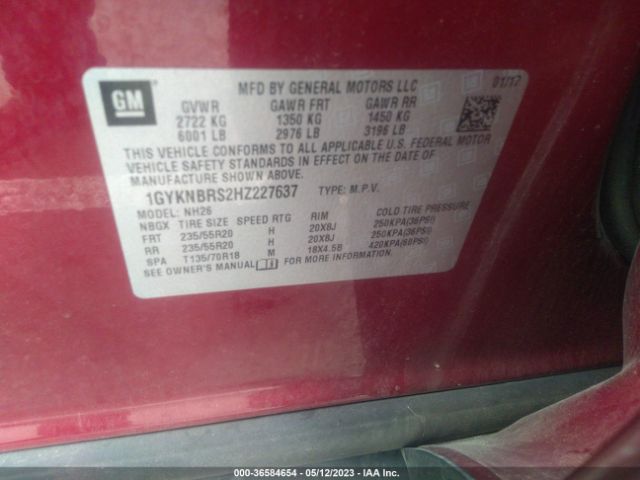 GM
MFD BY GENERAL MOTORS LLC 01/17
GVWR GAWR FRT GAWR RR
2722 KG 1350 KG 1450 KG
6001 LB 2976 LB 3196 LB
THIS VEHICLE CONFORMS TO ALL APPLICABLE U.S. FEDERAL MOTOR
VEHICLE SAFETY STANDARDS IN EFFECT ON THE DATE OF
MANUFACTURE SHOWN ABOVE.
1GYKNBRS2HZ227637 TYPE: M.P.V.
MODEL: NH26
NBGX TIRE SIZE SPEED RTG RIM COLD TIRE PRESSURE
FRT 235/55R20 H 20X8J 250KPA(36PSI)
RR 235/55R20 H 20X8J 250KPA(36PSI)
SPA T135/70R18 M 18X4.5B 420KPA(60PSI)
SEE OWNER'S MANUAL
000-36584654 - 05/12/2023 - IAA Inc.